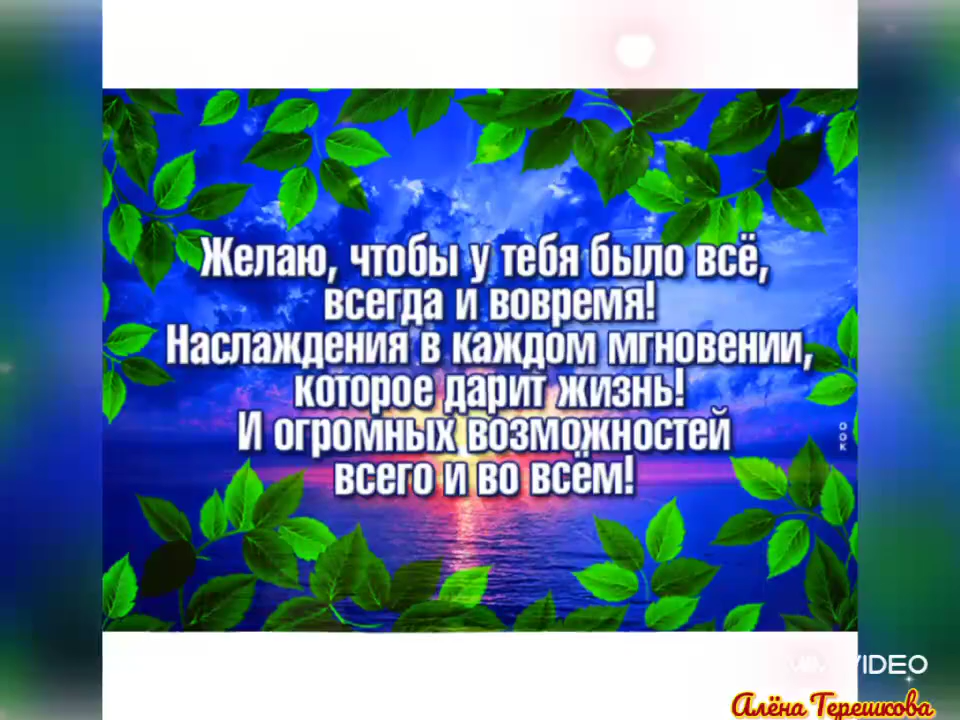 Желаю, чтобы у тебя было всё,
всегда и вовремя!
Наслаждения в каждом мгновении,
которое дарит жизнь!
И огромных возможностей
всего и во всём!
ООК
VIDEO
Алёна Терешкова